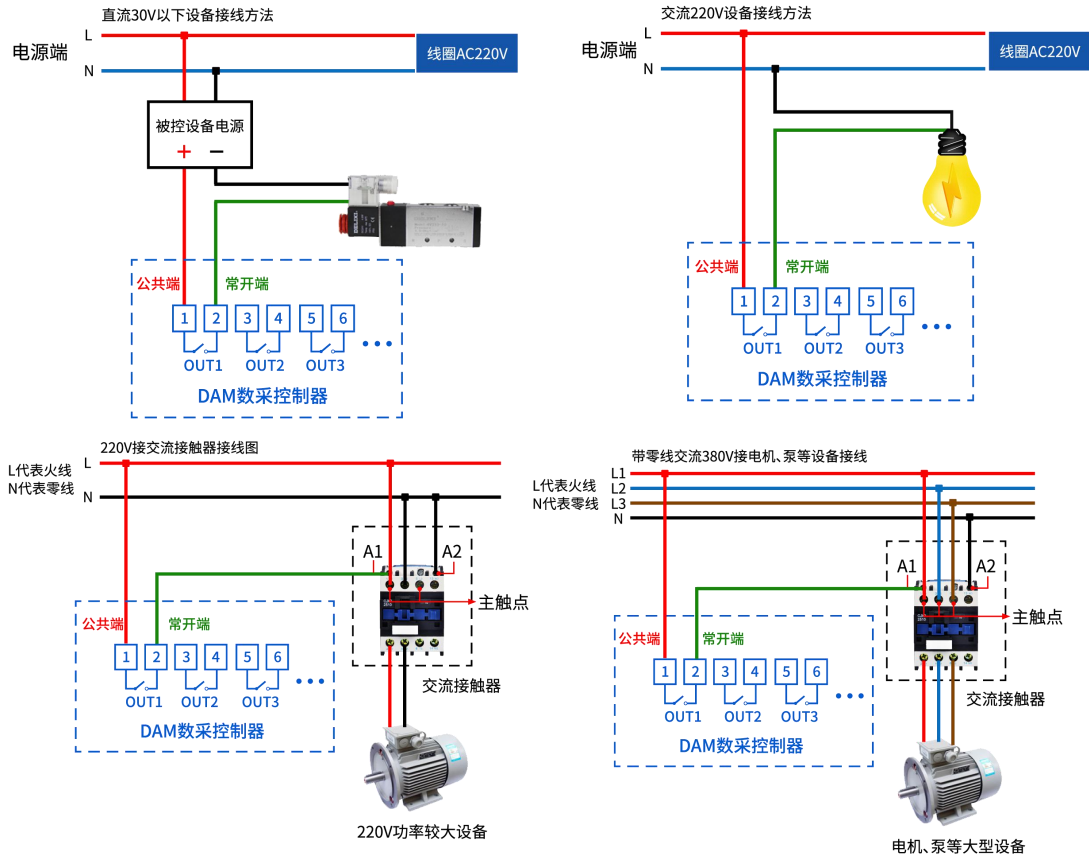 直流30V以下设备接线方法
L
电源端
线圈AC220V
N
被控设备电源
+ −
公共端
常开端
1 2 3 4 5 6
OUT1 OUT2 OUT3
DAM数采控制器
交流220V设备接线方法
L
电源端
线圈AC220V
N
公共端
常开端
1 2 3 4 5 6
OUT1 OUT2 OUT3
DAM数采控制器
220V接交流接触器接线图
L
L代表火线
N代表零线
N
A1 A2
主触点
公共端
常开端
1 2 3 4 5 6
OUT1 OUT2 OUT3
DAM数采控制器
交流接触器
220V功率较大设备
带零线交流380V接电机、泵等设备接线
L1
L代表火线
L2
N代表零线
L3
N
A1 A2
主触点
公共端
常开端
1 2 3 4 5 6
OUT1 OUT2 OUT3
DAM数采控制器
交流接触器
电机、泵等大型设备